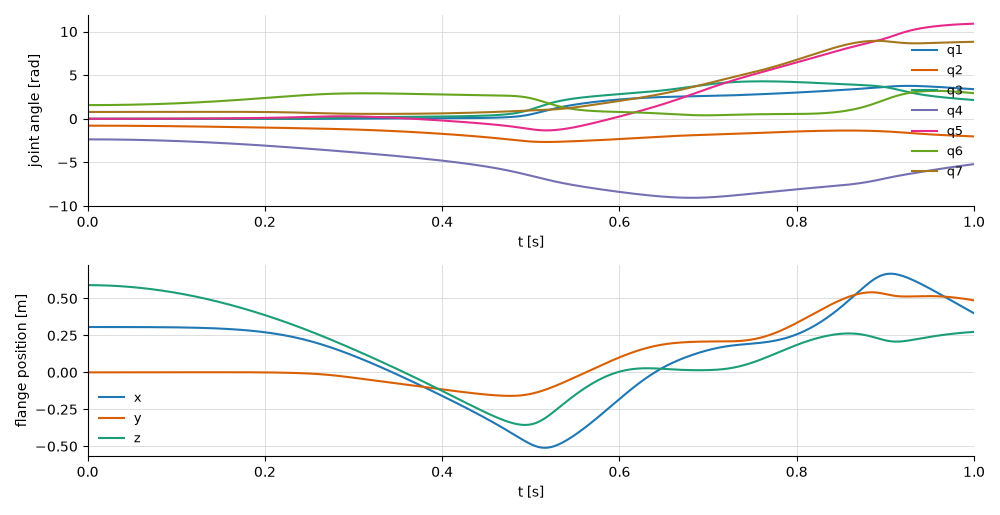 joint angle [rad]
10
5
0
−5
−10
0.0 0.2 0.4 0.6 0.8 1.0
t [s]
q1
q2
q3
q4
q5
q6
q7
flange position [m]
0.50
0.25
0.00
−0.25
−0.50
x
y
z
0.0 0.2 0.4 0.6 0.8 1.0
t [s]